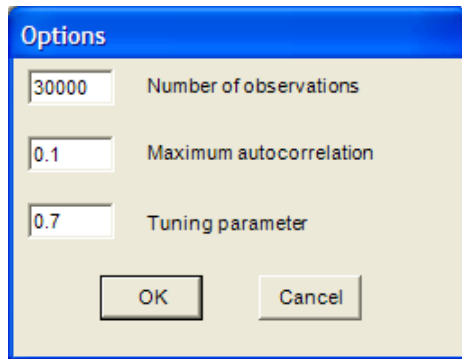 Options
30000 Number of observations
0.1 Maximum autocorrelation
0.7 Tuning parameter
OK Cancel